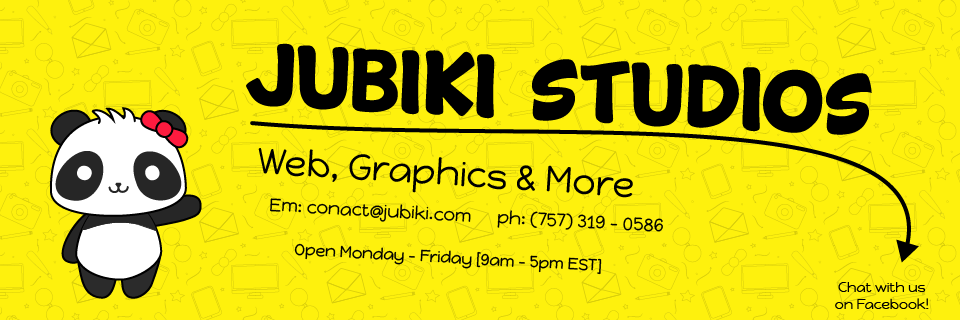 JUBIKI STUDIOS
Web, Graphics & More
Em: conact@jubiki.com ph: (757) 319 - 0586
Open Monday - Friday [9am - 5pm EST]
Chat with us
on Facebook!